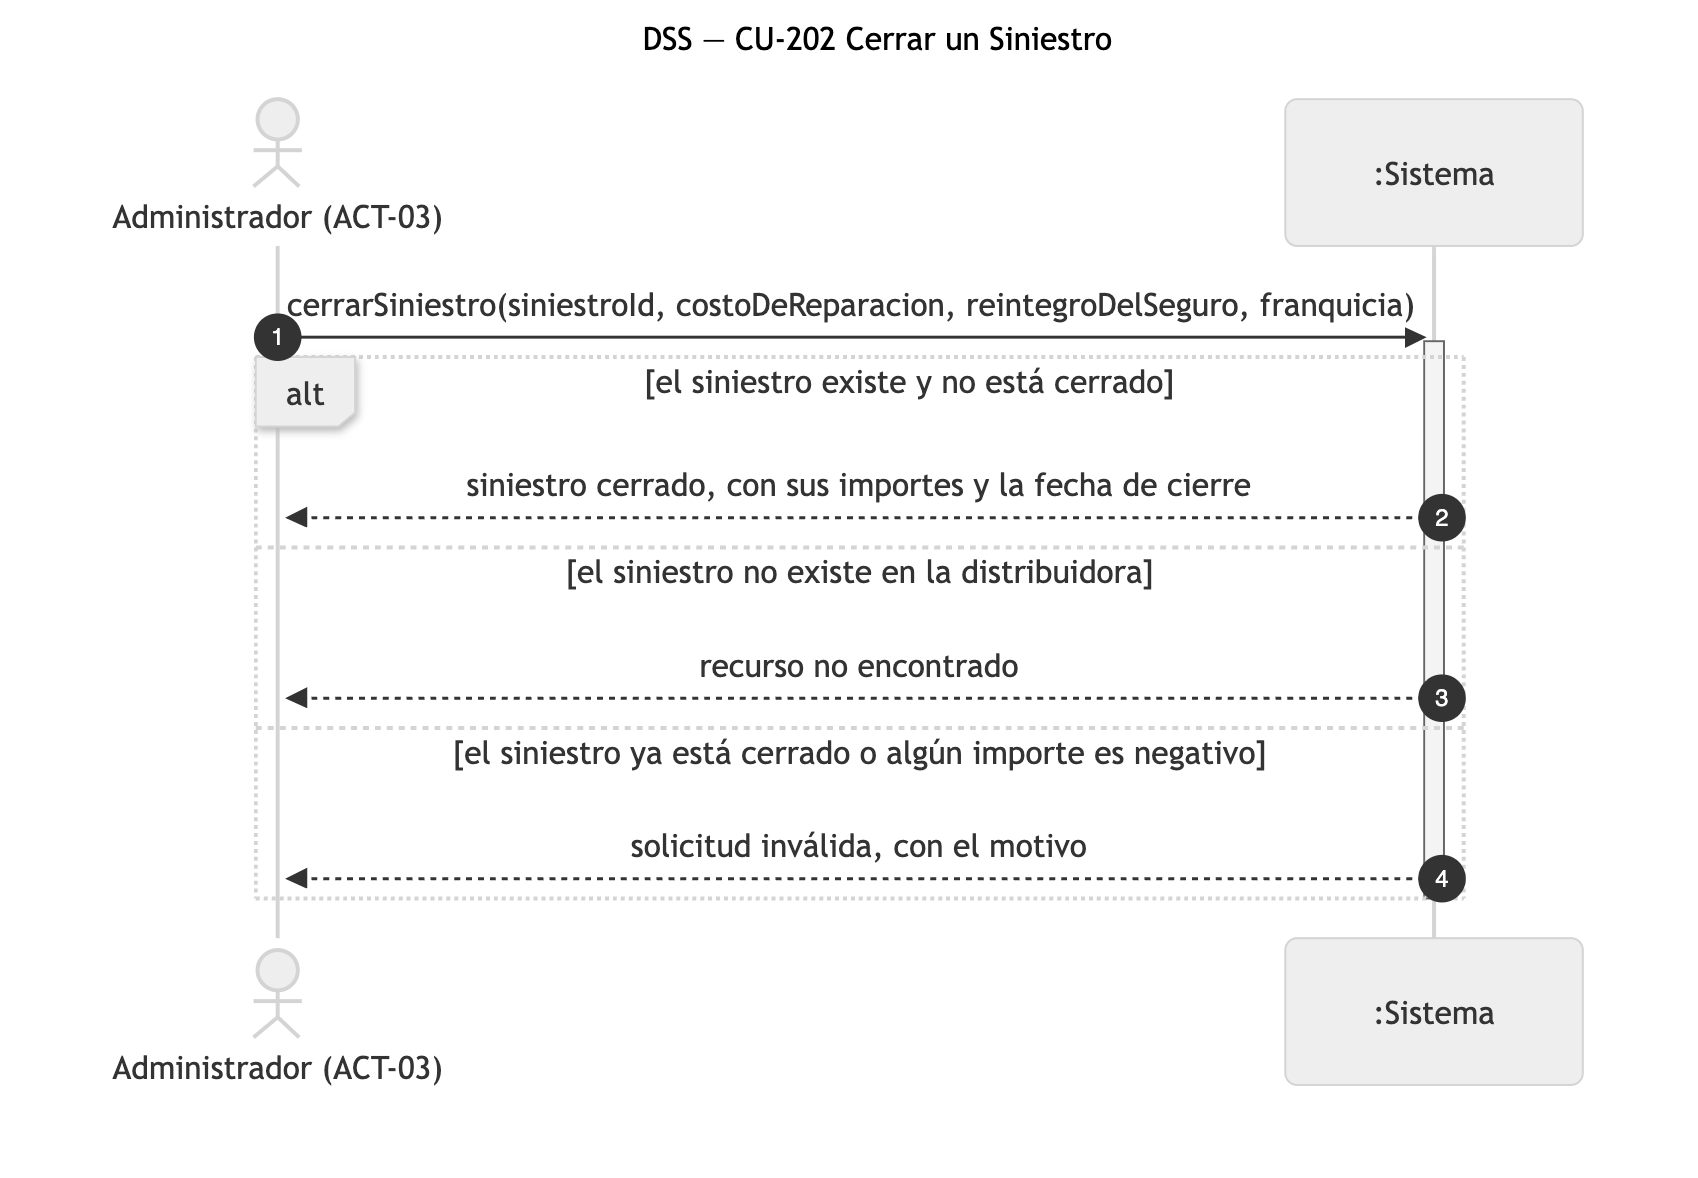 DSS — CU-202 Cerrar un Siniestro
Administrador (ACT-03)
:Sistema
cerrarSiniestro(siniestroId, costoDeReparacion, reintegroDelSeguro, franquicia)
1
alt
[el siniestro existe y no está cerrado]
siniestro cerrado, con sus importes y la fecha de cierre
2
[el siniestro no existe en la distribuidora]
recurso no encontrado
3
[el siniestro ya está cerrado o algún importe es negativo]
solicitud inválida, con el motivo
4
Administrador (ACT-03)
:Sistema